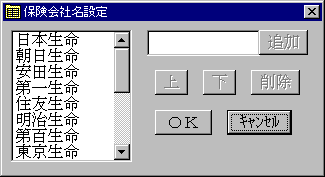 保険会社名設定
日本生命
朝日生命
安田生命
第一生命
住友生命
明治生命
第百生命
東京生命
追加
上 下 削除
ＯＫ ｷｬﾝｾﾙ